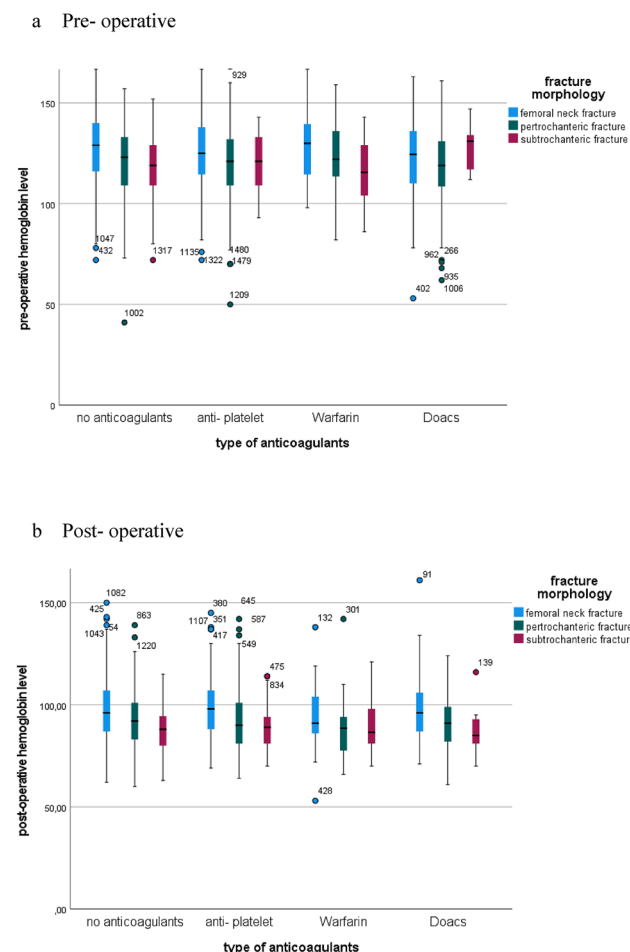 a Pre- operative
929
150
fracture morphology
femoral neck fracture
pertrochanteric fracture
subtrochanteric fracture
100
pre-operative hemoglobin level
1047
432
1317
1135
1322
1480
1479
962
266
935
1006
50
1002
1209
402
0
no anticoagulants anti- platelet Warfarin Doacs
type of anticoagulants
b Post- operative
91
150,00
fracture morphology
femoral neck fracture
pertrochanteric fracture
subtrochanteric fracture
1082
425
54
1043
863
1220
380
1107
351
417
645
587
549
475
834
132
301
139
100,00
post-operative hemoglobin level
428
50,00
,00
no anticoagulants anti- platelet Warfarin Doacs
type of anticoagulants